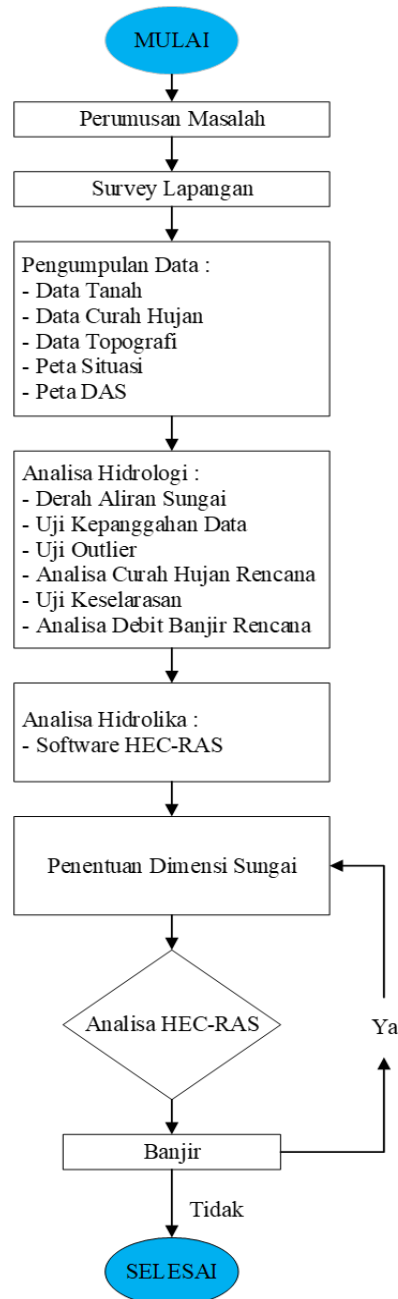 MULAI
Perumusan Masalah
Survey Lapangan
Pengumpulan Data :
- Data Tanah
- Data Curah Hujan
- Data Topografi
- Peta Situasi
- Peta DAS
Analisa Hidrologi :
- Derah Aliran Sungai
- Uji Kepanggahan Data
- Uji Outlier
- Analisa Curah Hujan Rencana
- Uji Keselarasan
- Analisa Debit Banjir Rencana
Analisa Hidrolika :
- Software HEC-RAS
Penentuan Dimensi Sungai
Analisa HEC-RAS
Ya
Banjir
Tidak
SELESAI